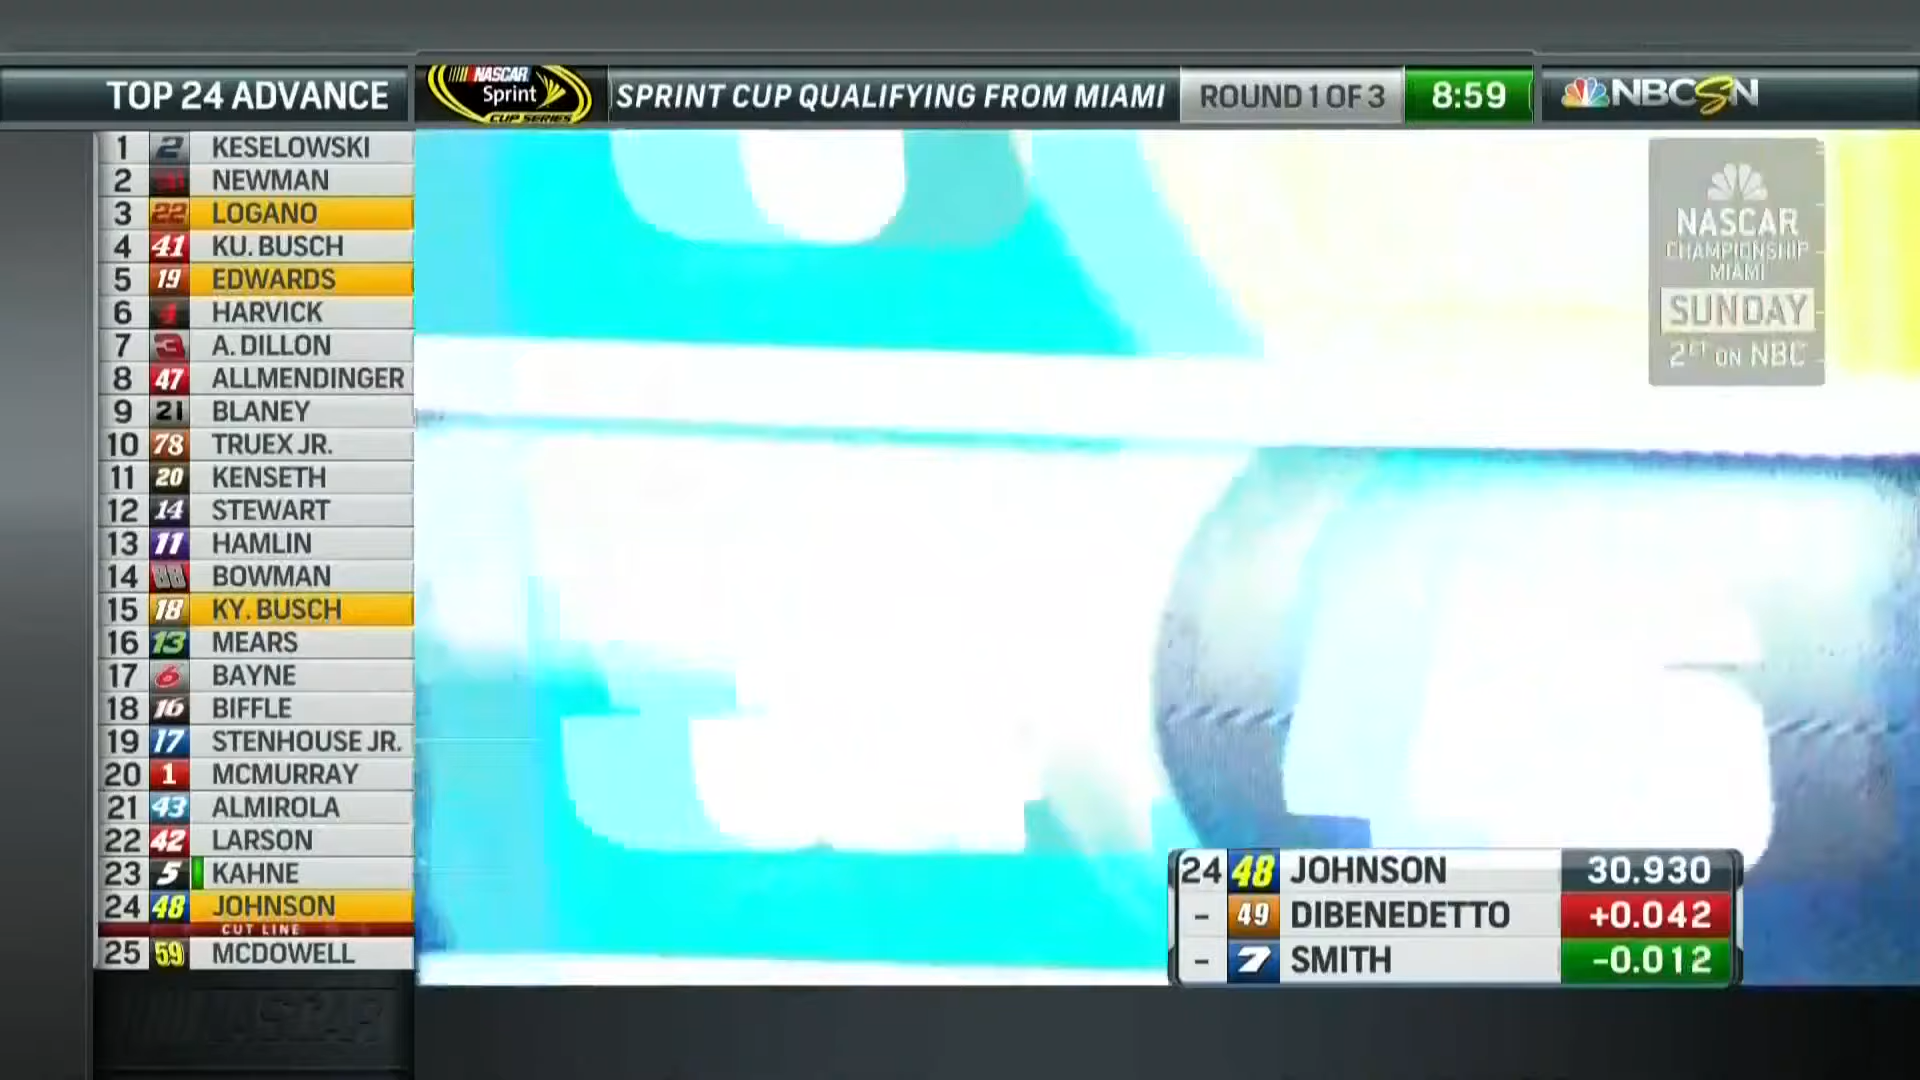 TOP 24 ADVANCE
NASCAR
Sprint
CUP SERIES
SPRINT CUP QUALIFYING FROM MIAMI
ROUND 1 OF 3
8:59
NBCSN
1 2 KESELOWSKI
2 31 NEWMAN
3 22 LOGANO
4 41 KU. BUSCH
5 19 EDWARDS
6 4 HARVICK
7 3 A. DILLON
8 47 ALLMENDINGER
9 21 BLANEY
10 78 TRUEX JR.
11 20 KENSETH
12 14 STEWART
13 11 HAMLIN
14 88 BOWMAN
15 18 KY. BUSCH
16 13 MEARS
17 6 BAYNE
18 16 BIFFLE
19 17 STENHOUSE JR.
20 1 MCMURRAY
21 43 ALMIROLA
22 42 LARSON
23 5 KAHNE
24 48 JOHNSON
CUT LINE
25 59 MCDOWELL
NASCAR
NASCAR
CHAMPIONSHIP
MIAMI
SUNDAY
2ET ON NBC
24 48 JOHNSON 30.930
- 49 DIBENEDETTO +0.042
- 7 SMITH -0.012